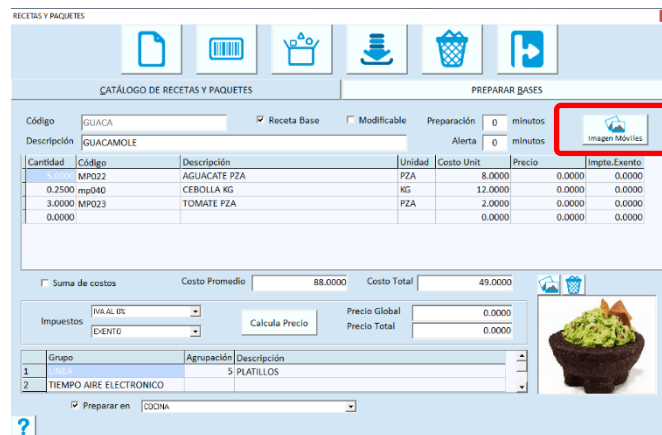 RECETAS Y PAQUETES
CATÁLOGO DE RECETAS Y PAQUETES PREPARAR BASES
Código GUACA Receta Base Modificable Preparación 0 minutos
Imagen Móviles
Descripción GUACAMOLE Alerta 0 minutos
Cantidad Código Descripción Unidad Costo Unit Precio Impte.Exento
5.0000 MP022 AGUACATE PZA PZA 8.0000 0.0000 0.0000
0.2500 mp040 CEBOLLA KG KG 12.0000 0.0000 0.0000
3.0000 MP023 TOMATE PZA PZA 2.0000 0.0000 0.0000
0.0000 0.0000 0.0000 0.0000
Suma de costos Costo Promedio 88.0000 Costo Total 49.0000
Impuestos IVA AL 0% Calcula Precio Precio Global 0.0000
EXENTO Precio Total 0.0000
Grupo Agrupación Descripción
1 LINEA 5 PLATILLOS
2 TIEMPO AIRE ELECTRONICO
Preparar en COCINA
?